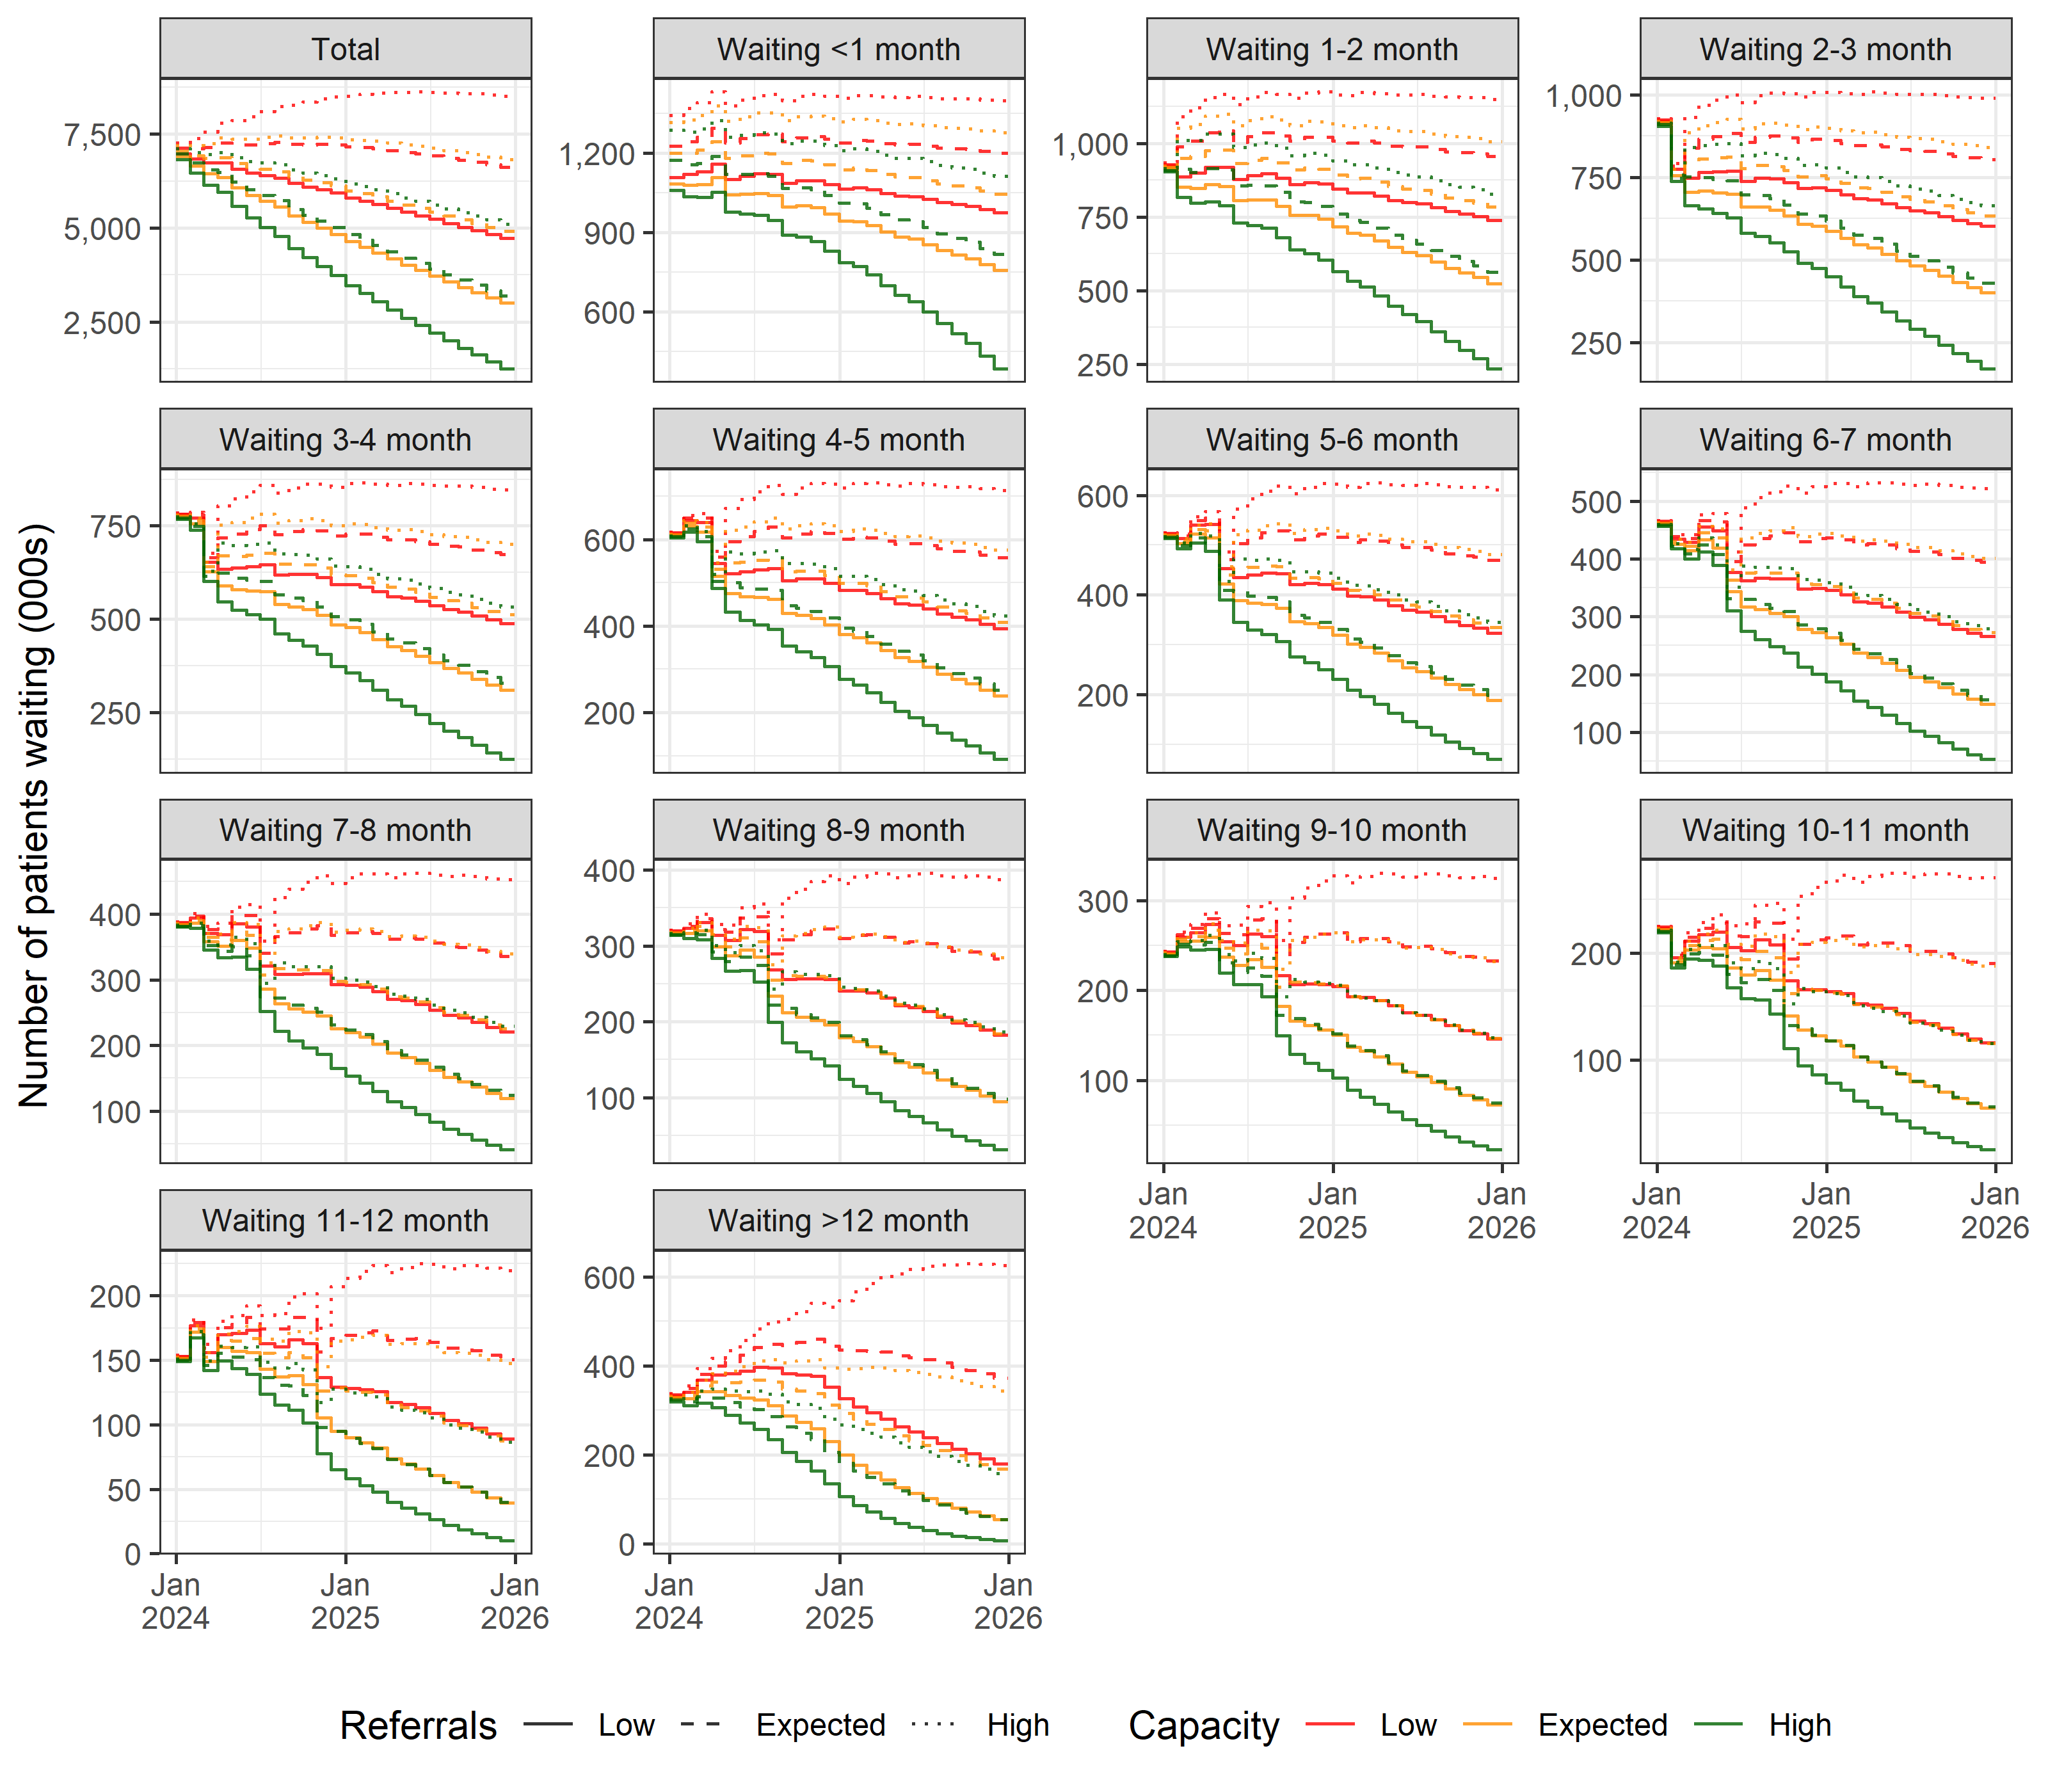 Total
Waiting <1 month
Waiting 1-2 month
Waiting 2-3 month
7,500
5,000
2,500
1,200
900
600
1,000
750
500
250
1,000
750
500
250
Waiting 3-4 month
Waiting 4-5 month
Waiting 5-6 month
Waiting 6-7 month
750
500
250
600
400
200
600
400
200
500
400
300
200
100
Number of patients waiting (000s)
Waiting 7-8 month
Waiting 8-9 month
Waiting 9-10 month
Waiting 10-11 month
400
300
200
100
400
300
200
100
300
200
100
200
100
Jan
2024
Jan
2025
Jan
2026
Jan
2024
Jan
2025
Jan
2026
Waiting 11-12 month
Waiting >12 month
200
150
100
50
0
600
400
200
0
Jan
2024
Jan
2025
Jan
2026
Jan
2024
Jan
2025
Jan
2026
Referrals Low Expected High Capacity Low Expected High